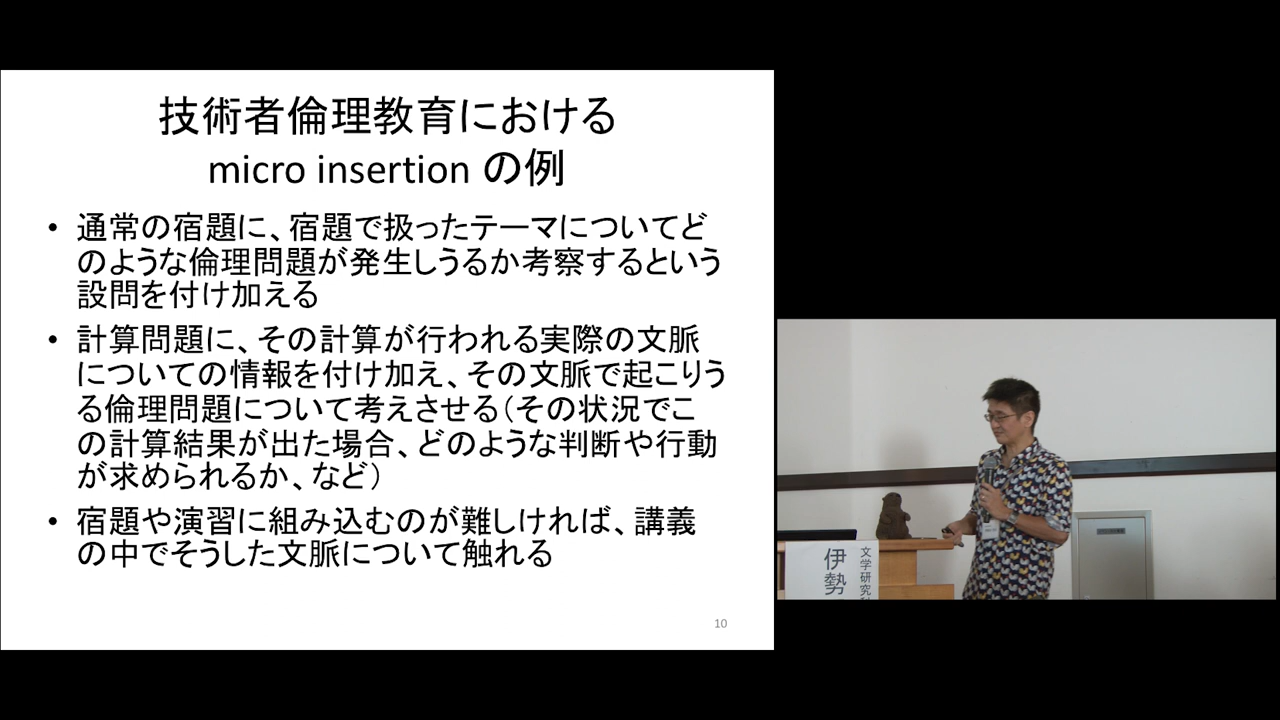 技術者倫理教育における
micro insertion の例
• 通常の宿題に、宿題で扱ったテーマについてど
のような倫理問題が発生しうるか考察するという
設問を付け加える
• 計算問題に、その計算が行われる実際の文脈
についての情報を付け加え、その文脈で起こりう
る倫理問題について考えさせる（その状況でこ
の計算結果が出た場合、どのような判断や行動
が求められるか、など）
• 宿題や演習に組み込むのが難しければ、講義
の中でそうした文脈について触れる
10
文学研究科
伊勢